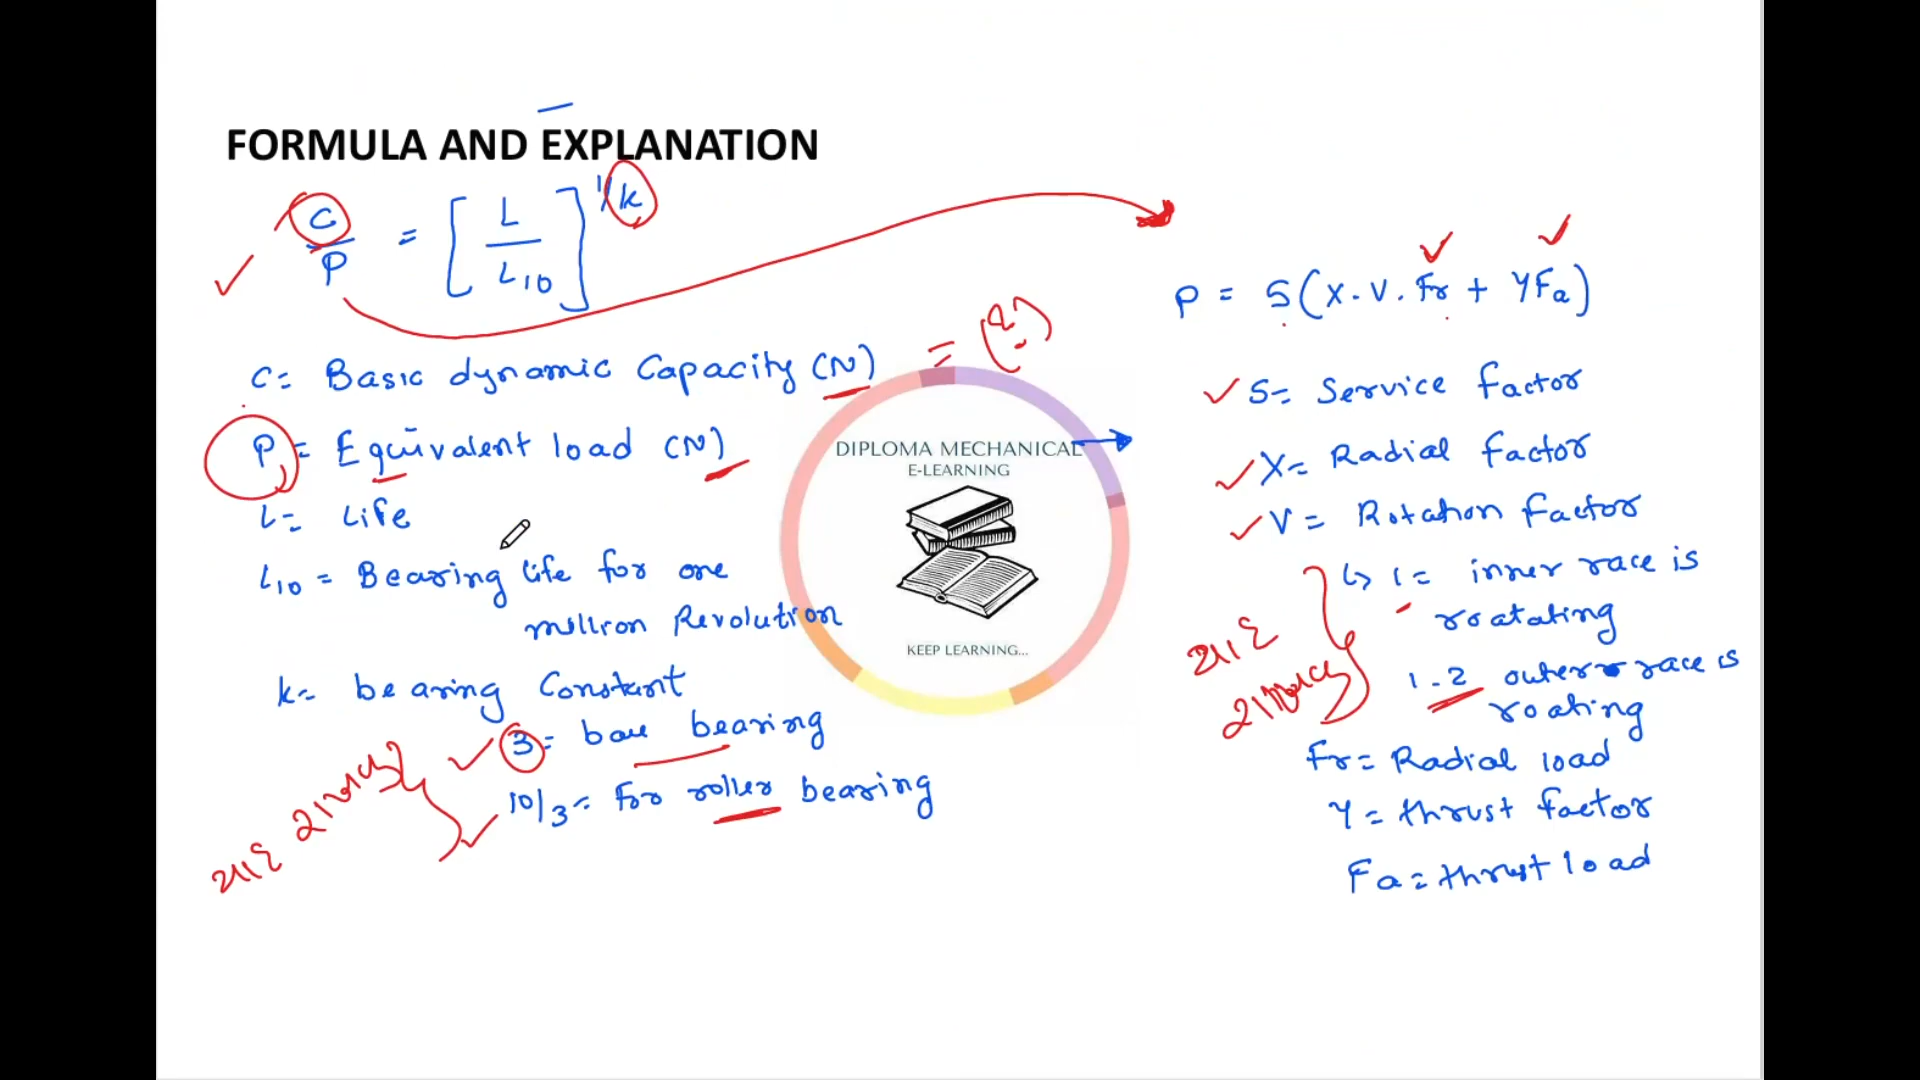 FORMULA AND EXPLANATION
C/P = [L/L10]^1/k
C = Basic dynamic Capacity (N) = (?)
P = Equivalent load (N)
L = Life
L10 = Bearing life for one
million Revolution
k = bearing Constant
3 = ball bearing
10/3 = for roller bearing
યાદ રાખવું
DIPLOMA MECHANICAL
E-LEARNING
KEEP LEARNING...
P = S(X.V.Fr + YFa)
S = Service factor
X = Radial factor
V = Rotation factor
↳ 1 = inner race is
roatating
1.2 outer race is
roating
યાદ
Fr = Radial load
Y = thrust factor
Fa = thrust load